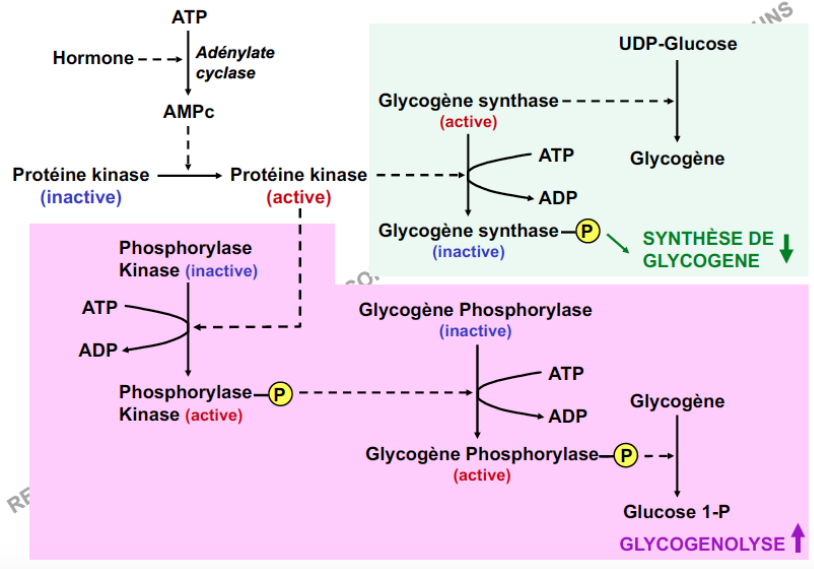 ATP
Hormone
Adénylate
cyclase
AMPc
Protéine kinase
(inactive)
Protéine kinase
(active)
UDP-Glucose
Glycogène synthase
(active)
Glycogène
ATP
ADP
Glycogène synthase P
(inactive)
SYNTHÈSE DE
GLYCOGENE
Phosphorylase
Kinase (inactive)
ATP
ADP
Phosphorylase P
Kinase (active)
Glycogène Phosphorylase
(inactive)
ATP
ADP
Glycogène Phosphorylase P
(active)
Glycogène
Glucose 1-P
GLYCOGENOLYSE